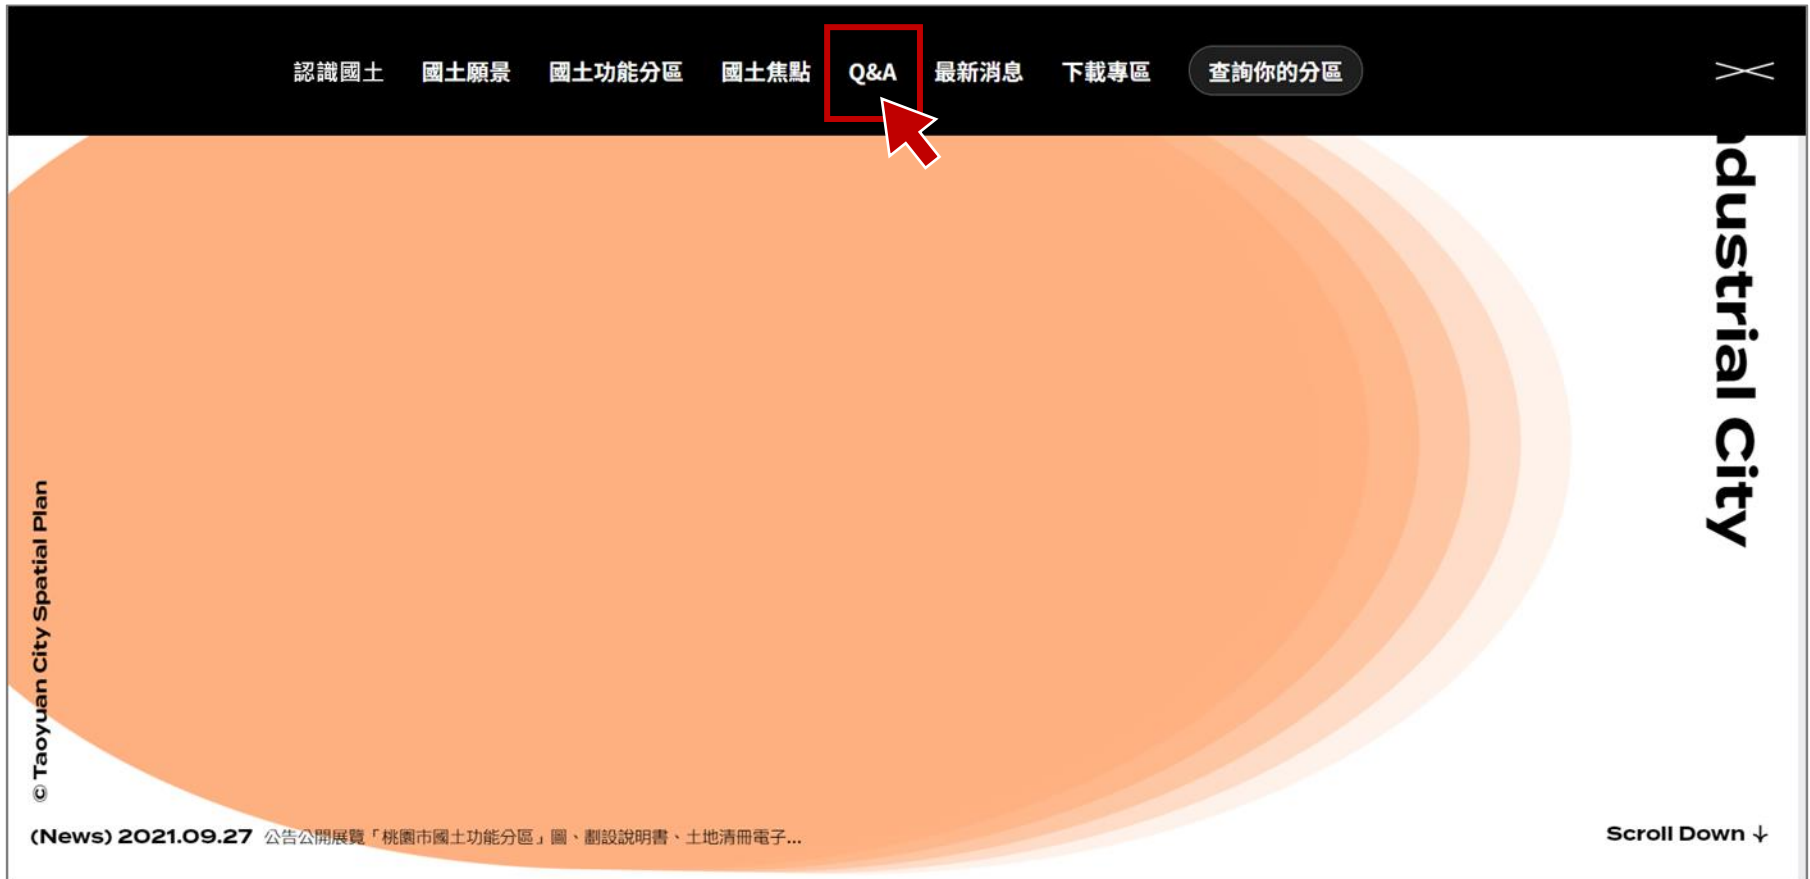 認識國土 國土願景 國土功能分區 國土焦點 Q&A 最新消息 下載專區 查詢你的分區
dustrial City
© Taoyuan City Spatial Plan
(News) 2021.09.27 公告公開展覽「桃園市國土功能分區」圖、劃設說明書、土地清冊電子...
Scroll Down ↓